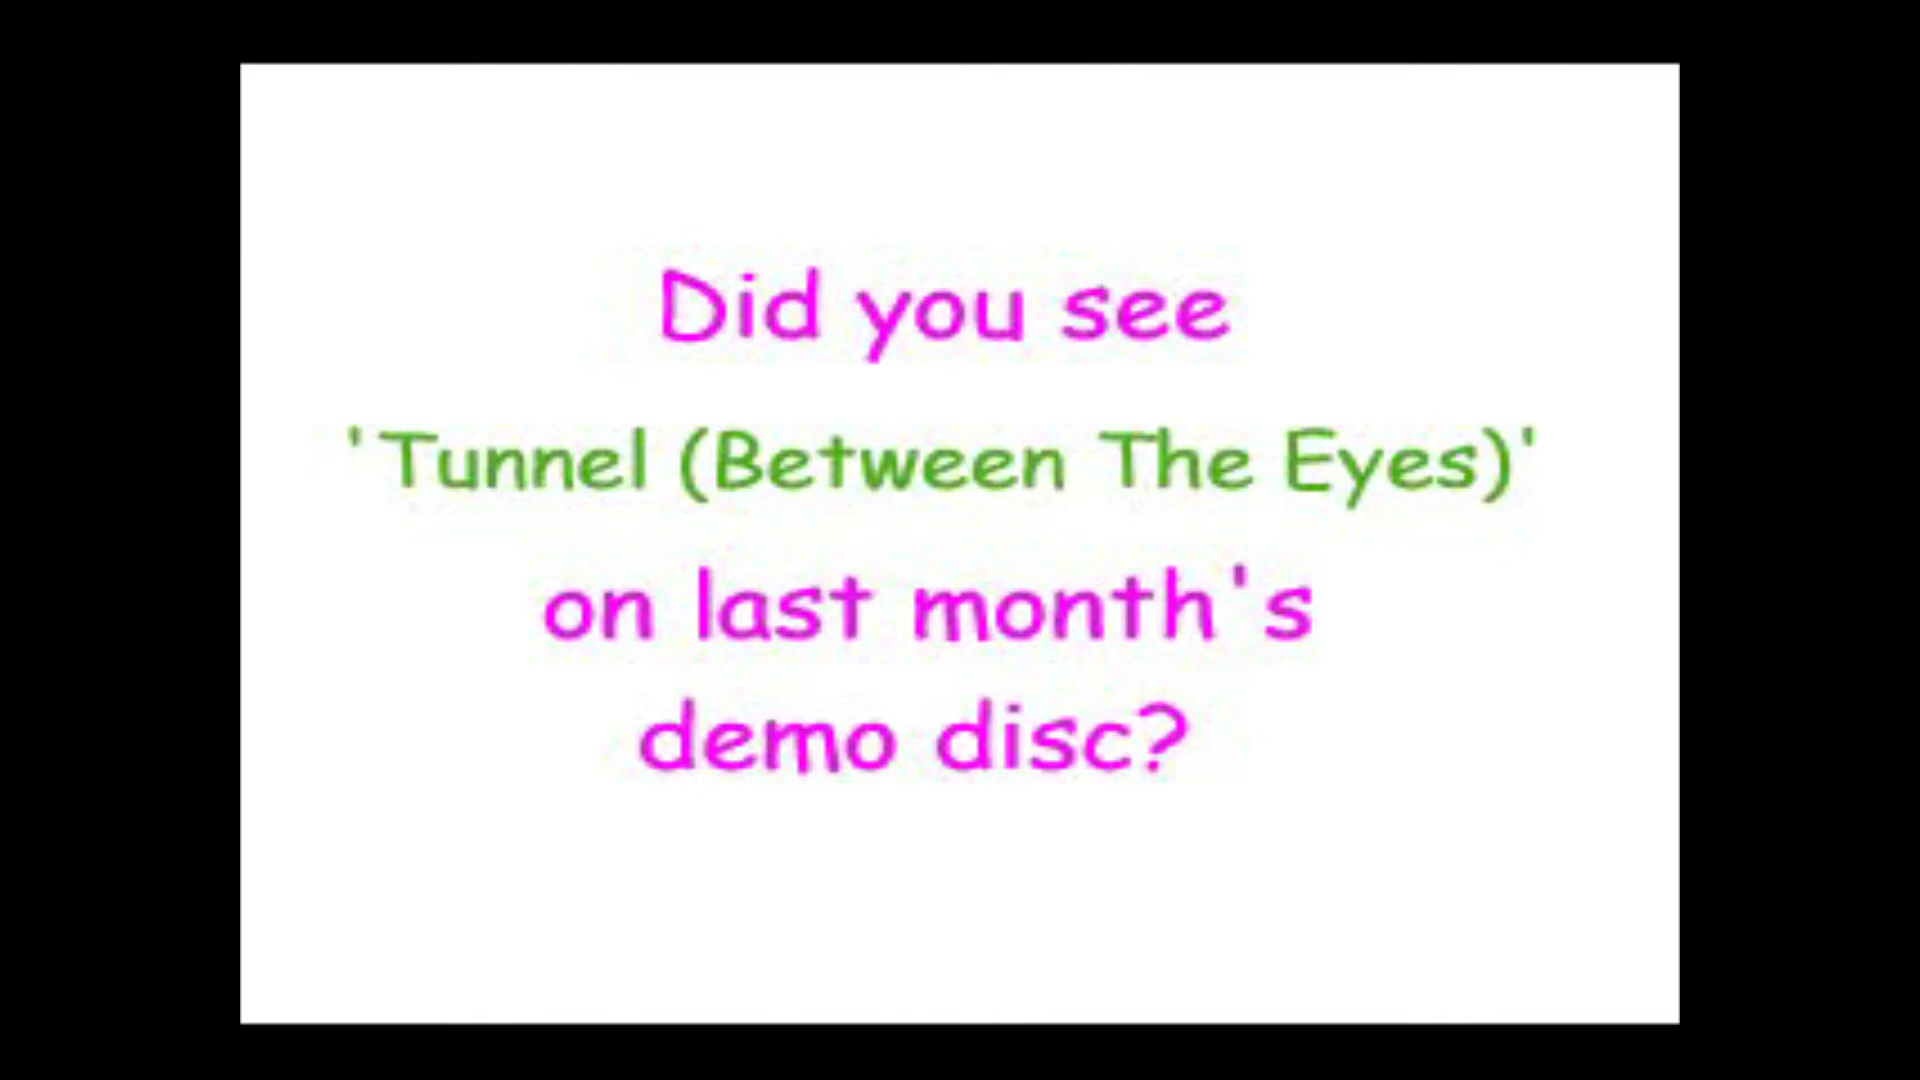 Did you see
'Tunnel (Between The Eyes)'
on last month's
demo disc?